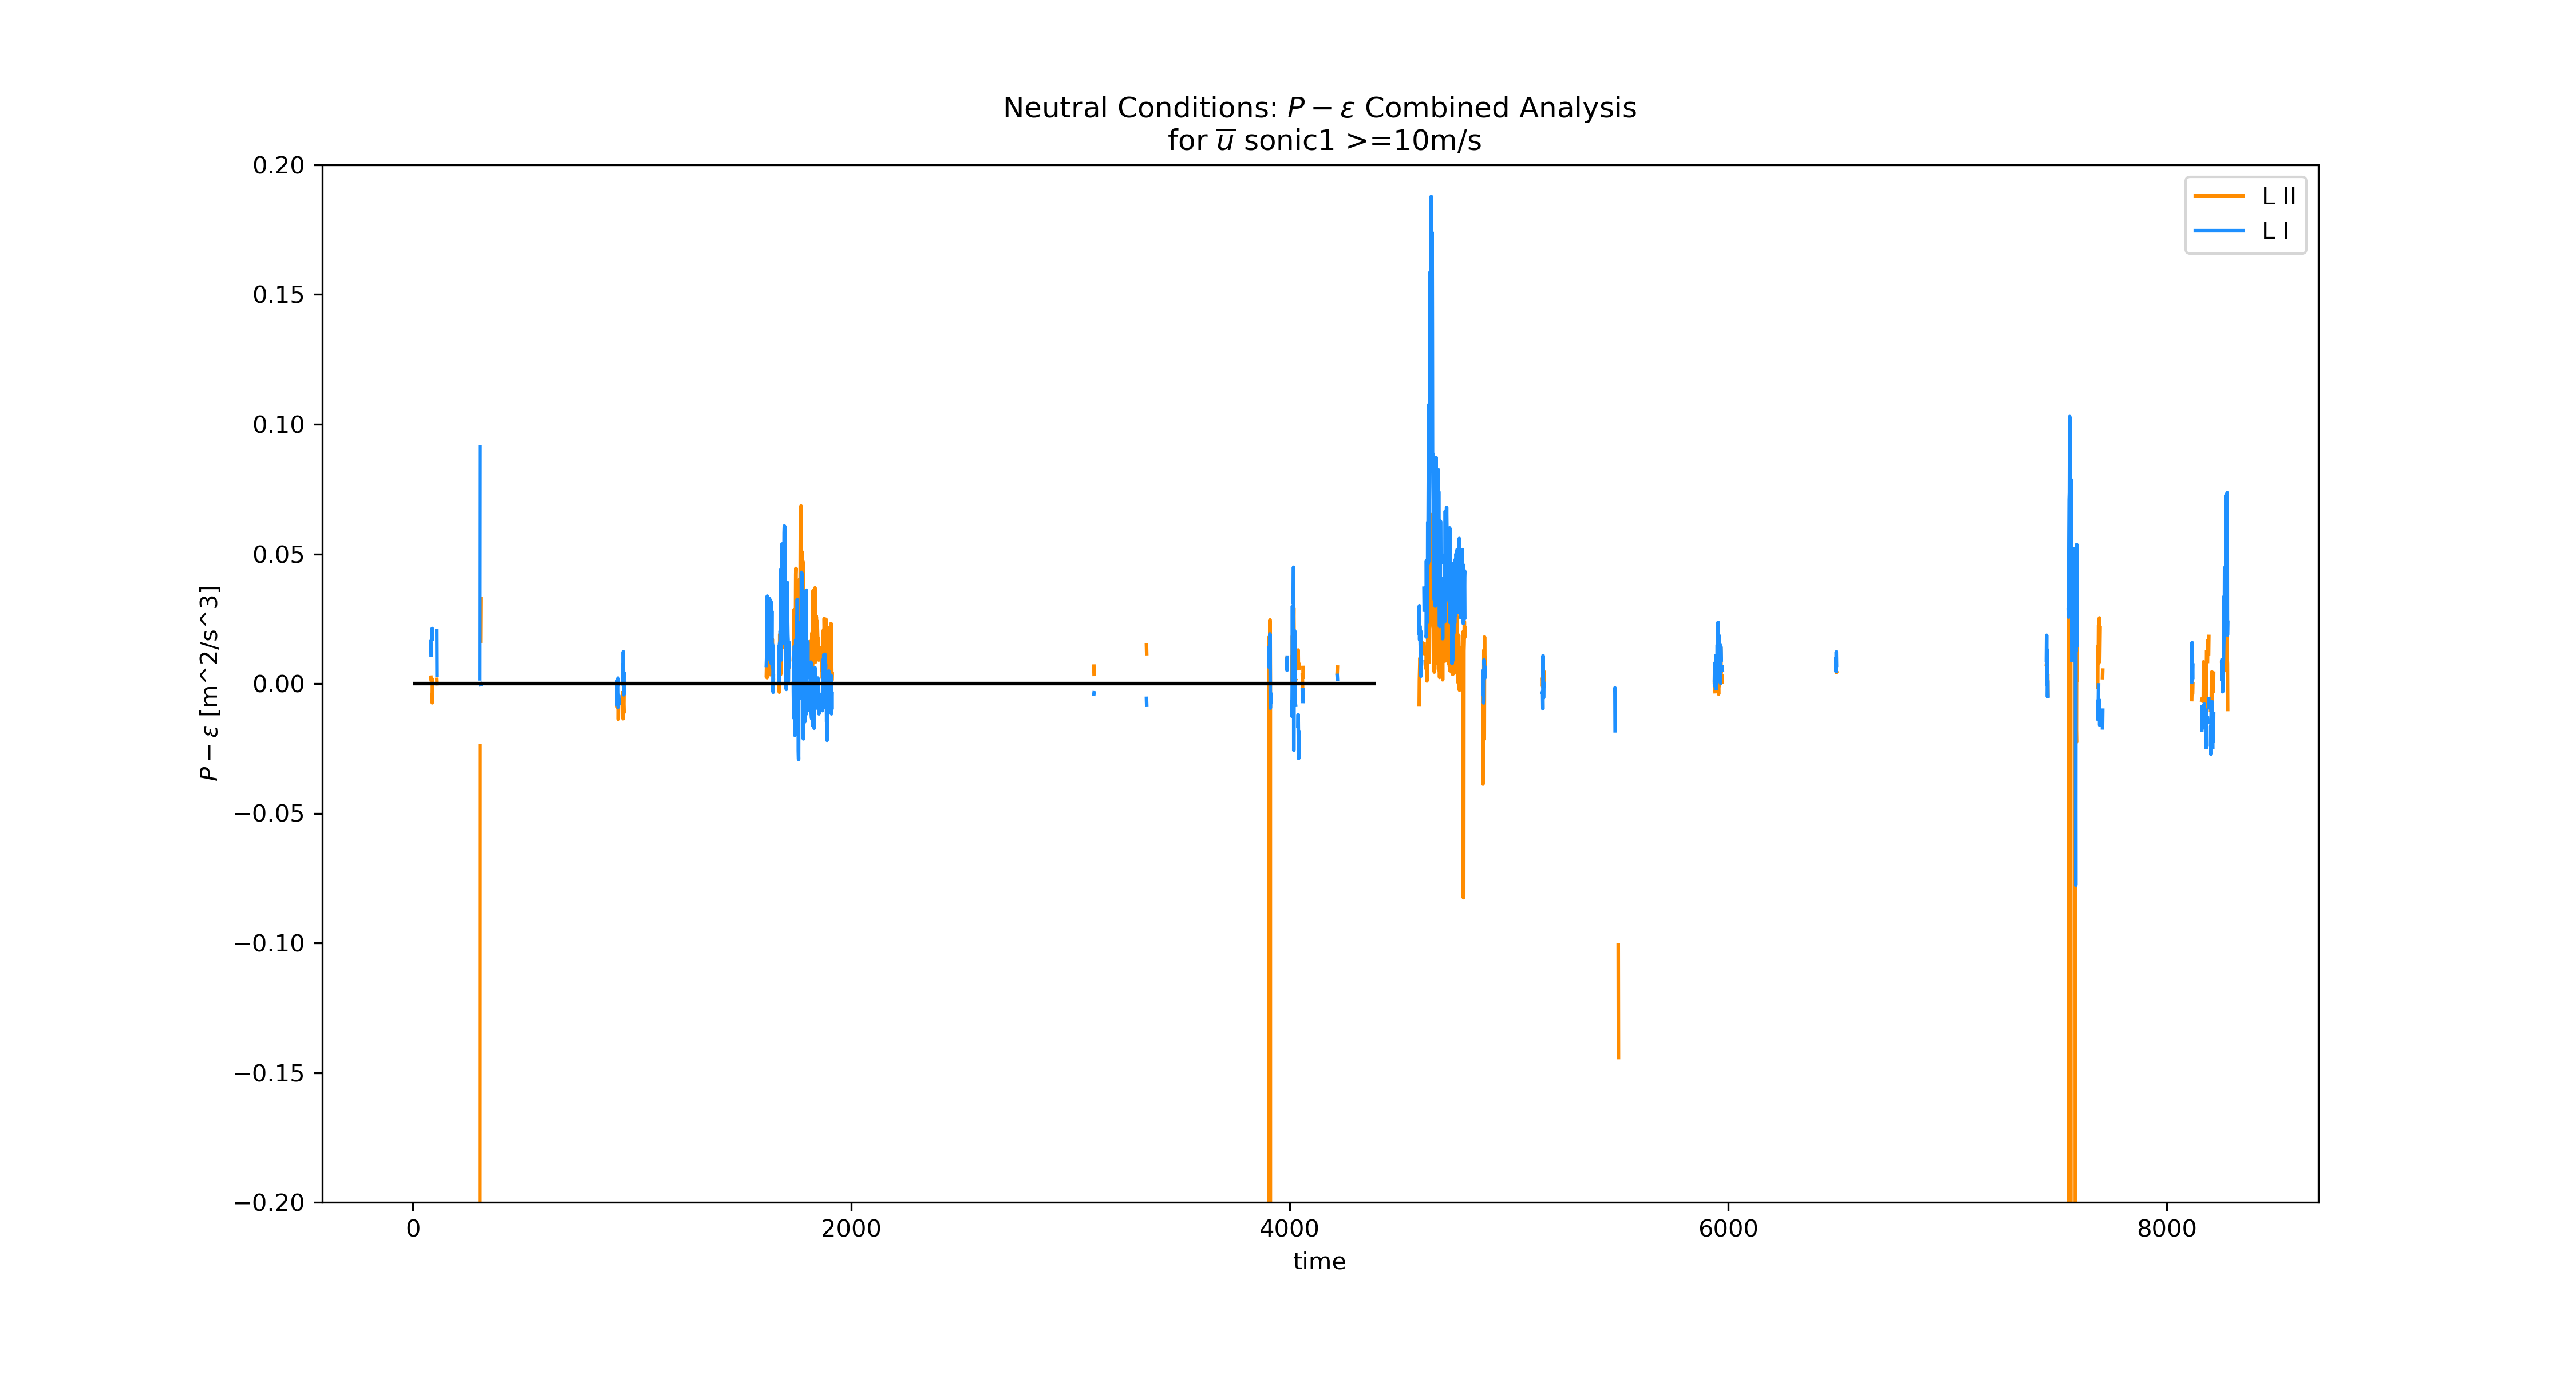 Neutral Conditions: P − ε Combined Analysis
for u̅ sonic1 >=10m/s
L II
L I
0.20
0.15
0.10
0.05
0.00
−0.05
−0.10
−0.15
−0.20
P − ε [m^2/s^3]
0 2000 4000 6000 8000
time